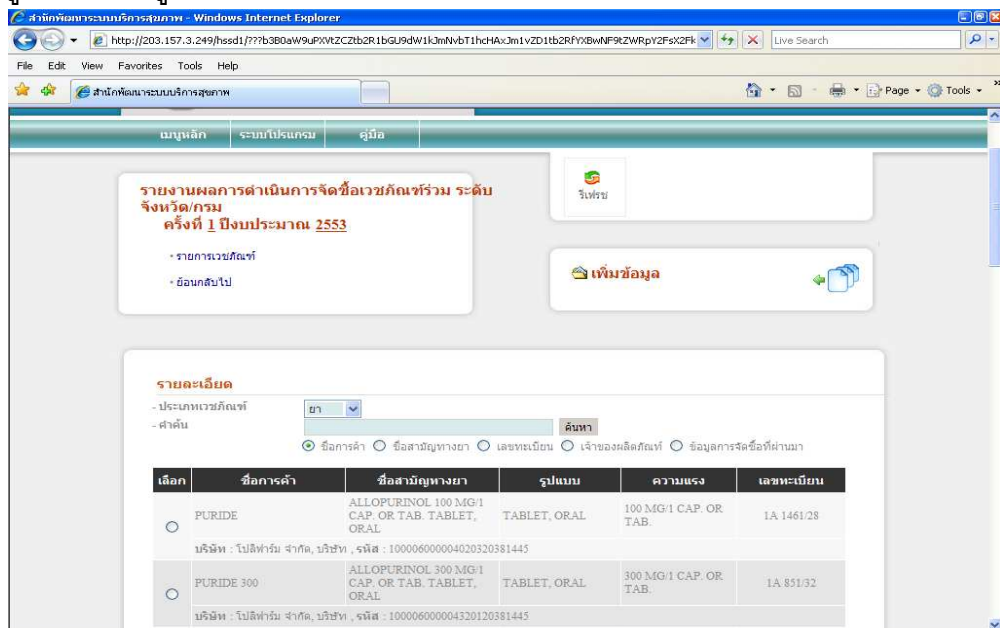 สำนักพัฒนาระบบบริการสุขภาพ - Windows Internet Explorer
Live Search
File Edit View Favorites Tools Help
สำนักพัฒนาระบบบริการสุขภาพ
Page Tools
เมนูหลัก ระบบโปรแกรม คู่มือ
รายงานผลการดำเนินการจัดซื้อเวชภัณฑ์ร่วม ระดับ
จังหวัด/กรม
ครั้งที่ 1 ปีงบประมาณ 2553
รีเฟรช
- รายการเวชภัณฑ์
- ย้อนกลับไป
เพิ่มข้อมูล
รายละเอียด
- ประเภทเวชภัณฑ์ ยา
- คำค้น ค้นหา
ชื่อการค้า ชื่อสามัญทางยา เลขทะเบียน เจ้าของผลิตภัณฑ์ ข้อมูลการจัดซื้อที่ผ่านมา
เลือก ชื่อการค้า ชื่อสามัญทางยา รูปแบบ ความแรง เลขทะเบียน
PURIDE ALLOPURINOL 100 MG/1 CAP. OR TAB. TABLET, ORAL TABLET, ORAL 100 MG/1 CAP. OR TAB. 1A 1461/28
บริษัท : โปลิฟาร์ม จำกัด, บริษัท , รหัส : 100006000004020320381445
PURIDE 300 ALLOPURINOL 300 MG/1 CAP. OR TAB. TABLET, ORAL TABLET, ORAL 300 MG/1 CAP. OR TAB. 1A 851/32
บริษัท : โปลิฟาร์ม จำกัด, บริษัท , รหัส : 100006000004320120381445